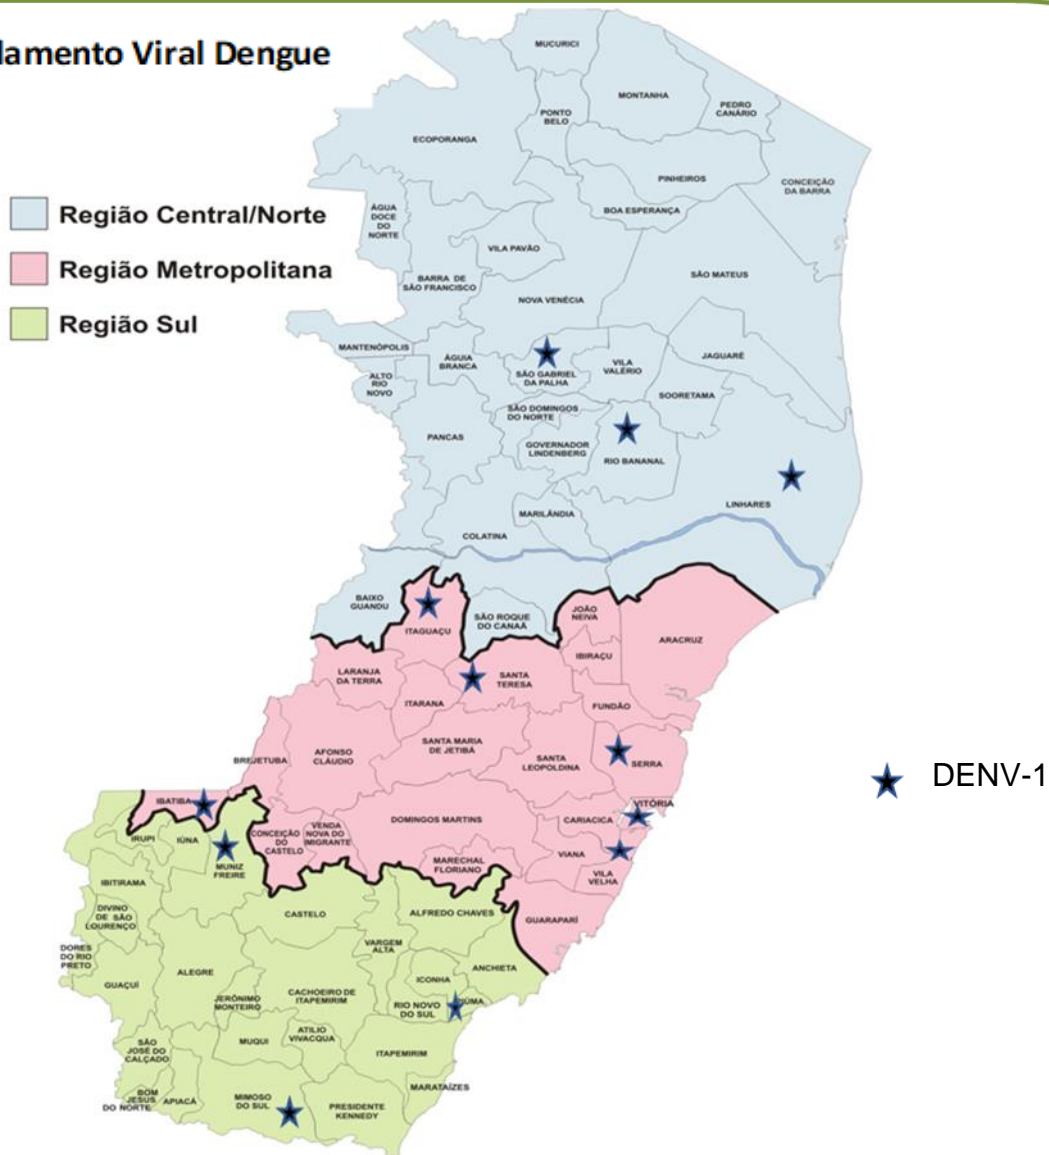 lamento Viral Dengue
Região Central/Norte
Região Metropolitana
Região Sul
MUCURICI
MONTANHA
PEDRO
CANÁRIO
PONTO
BELO
ECOPORANGA
PINHEIROS
CONCEIÇÃO
DA BARRA
ÁGUA
DOCE
DO
NORTE
BOA ESPERANÇA
VILA PAVÃO
BARRA DE
SÃO FRANCISCO
SÃO MATEUS
NOVA VENÉCIA
MANTENÓPOLIS
ÁGUIA
BRANCA
SÃO GABRIEL
DA PALHA
VILA
VALÉRIO
JAGUARÉ
ALTO
RIO
NOVO
SOORETAMA
SÃO DOMINGOS
DO NORTE
PANCAS
GOVERNADOR
LINDENBERG
RIO BANANAL
LINHARES
MARILÂNDIA
COLATINA
BAIXO
GUANDU
SÃO ROQUE
DO CANAÃ
JOÃO
NEIVA
ITAGUAÇU
ARACRUZ
IBIRAÇU
LARANJA
DA TERRA
SANTA
TERESA
ITARANA
FUNDÃO
SANTA MARIA
DE JETIBÁ
AFONSO
CLÁUDIO
BREJETUBA
SANTA
LEOPOLDINA
SERRA
DENV-1
IBATIBA
VITÓRIA
DOMINGOS MARTINS
CARIACICA
IRUPI
IÚNA
CONCEIÇÃO
DO
CASTELO
VENDA
NOVA DO
IMIGRANTE
VIANA
MARECHAL
FLORIANO
MUNIZ
FREIRE
VILA
VELHA
IBITIRAMA
DIVINO
DE SÃO
LOURENÇO
CASTELO
ALFREDO CHAVES
GUARAPARÍ
DORES
DO RIO
PRETO
VARGEM
ALTA
ALEGRE
ANCHIETA
GUAÇUÍ
ICONHA
JERÔNIMO
MONTEIRO
CACHOEIRO DE
ITAPEMIRIM
RIO NOVO
DO SUL
ÚMA
ATILIO
VIVACQUA
SÃO
JOSÉ DO
CALÇADO
MUQUI
ITAPEMIRIM
BOM
JESUS
DO NORTE
APIACÁ
MIMOSO
DO SUL
PRESIDENTE
KENNEDY
MARATAÍZES